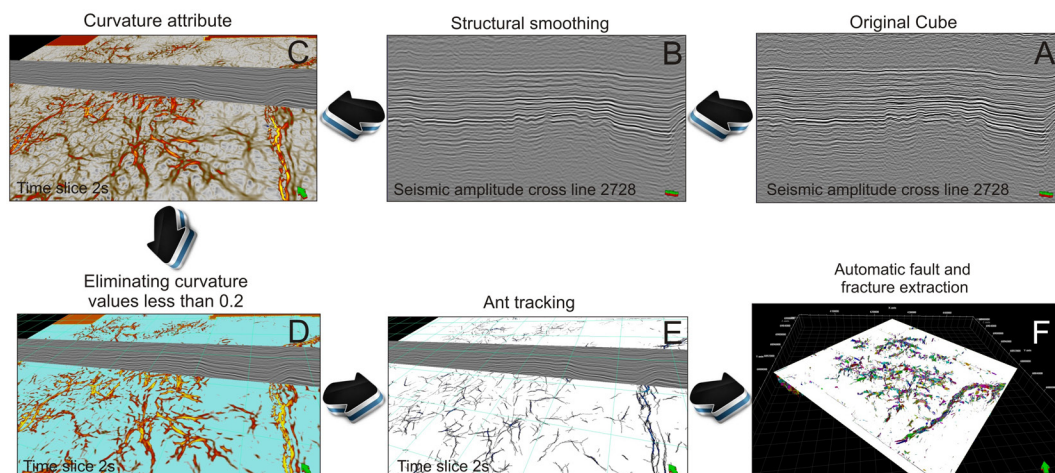 Curvature attribute
Structural smoothing
Original Cube
C
B
A
Time slice 2s
Seismic amplitude cross line 2728
Seismic amplitude cross line 2728
Eliminating curvature
values less than 0.2
Ant tracking
Automatic fault and
fracture extraction
D
E
F
Time slice 2s
Time slice 2s